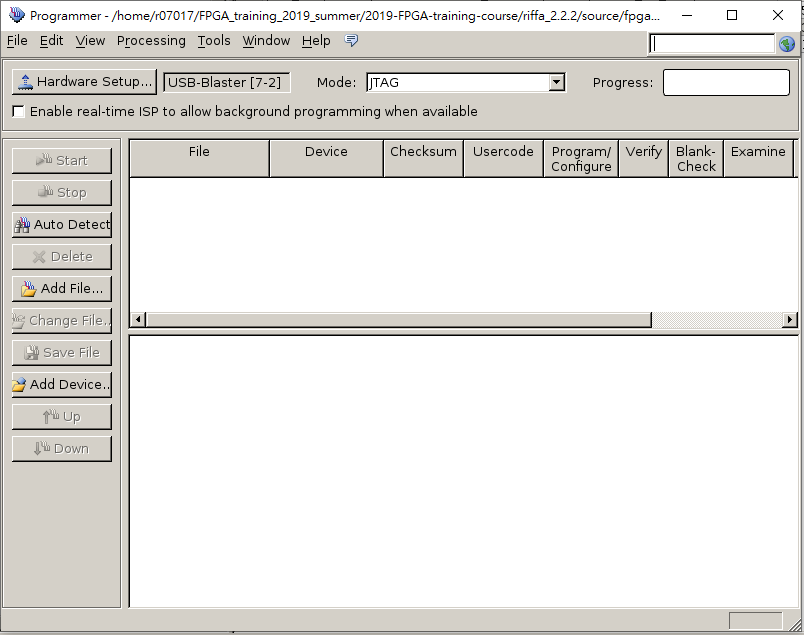 Programmer - /home/r07017/FPGA_training_2019_summer/2019-FPGA-training-course/riffa_2.2.2/source/fpga...
File Edit View Processing Tools Window Help
Hardware Setup... USB-Blaster [7-2] Mode: JTAG Progress:
Enable real-time ISP to allow background programming when available
File Device Checksum Usercode Program/ Verify Blank- Examine
Configure Check
Start
Stop
Auto Detect
Delete
Add File...
Change File..
Save File
Add Device..
Up
Down